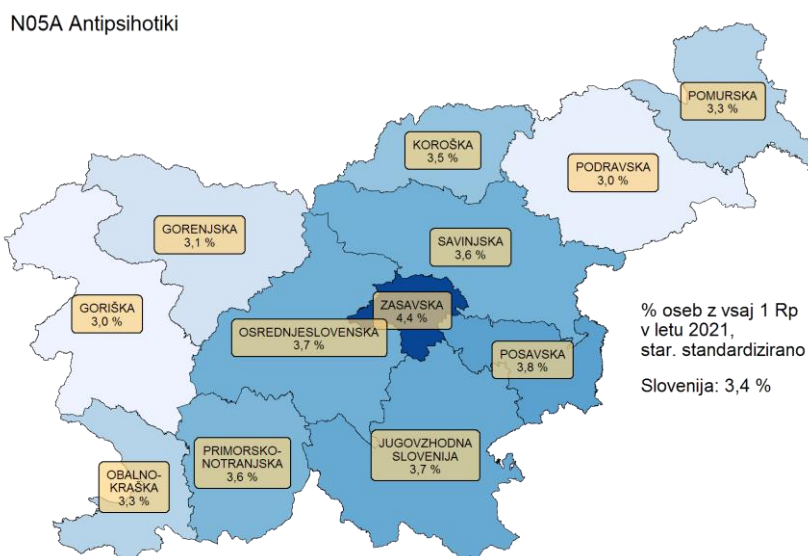 N05A Antipsihotiki
POMURSKA
3,3 %
KOROŠKA
3,5 %
PODRAVSKA
3,0 %
GORENJSKA
3,1 %
SAVINJSKA
3,6 %
GORIŠKA
3,0 %
ZASAVSKA
4,4 %
OSREDNJESLOVENSKA
3,7 %
POSAVSKA
3,8 %
% oseb z vsaj 1 Rp
v letu 2021,
star. standardizirano
Slovenija: 3,4 %
PRIMORSKO-
NOTRANJSKA
3,6 %
JUGOVZHODNA
SLOVENIJA
3,7 %
OBALNO-
KRAŠKA
3,3 %